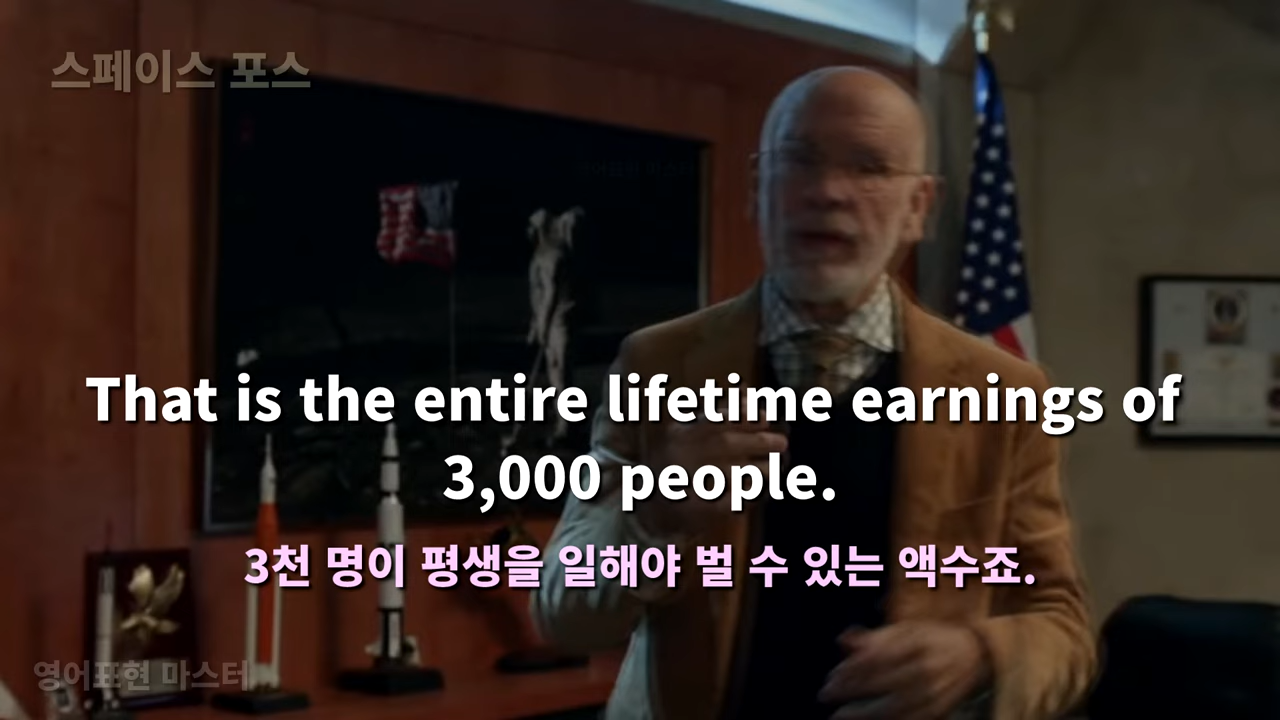 스페이스 포스
That is the entire lifetime earnings of
3,000 people.
3천 명이 평생을 일해야 벌 수 있는 액수죠.
영어표현 마스터